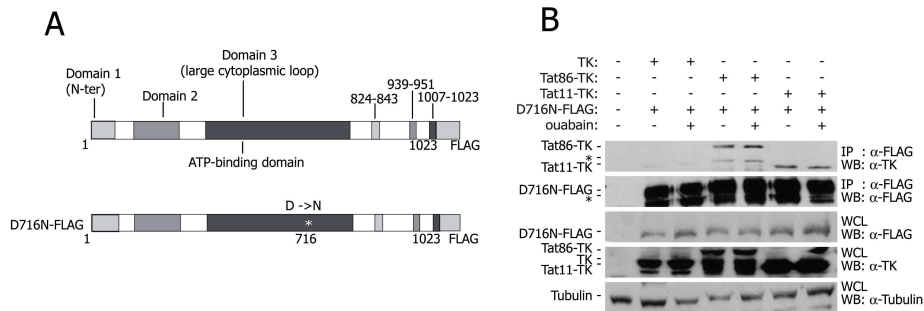 A
Domain 1
(N-ter)
Domain 2
Domain 3
(large cytoplasmic loop)
824-843
939-951
1007-1023
1
ATP-binding domain
1023
FLAG
D ->N
D716N-FLAG
*
1
716
1023
FLAG
B
TK: - + + - - - -
Tat86-TK: - - - + + - -
Tat11-TK: - - - - - + +
D716N-FLAG: - + + + + + +
ouabain: - - + - + - +
Tat86-TK -
* -
Tat11-TK -
IP : α-FLAG
WB: α-TK
D716N-FLAG -
* -
IP : α-FLAG
WB: α-FLAG
D716N-FLAG -
WCL
WB: α-FLAG
Tat86-TK -
TK -
Tat11-TK -
WCL
WB: α-TK
Tubulin -
WCL
WB: α-Tubulin